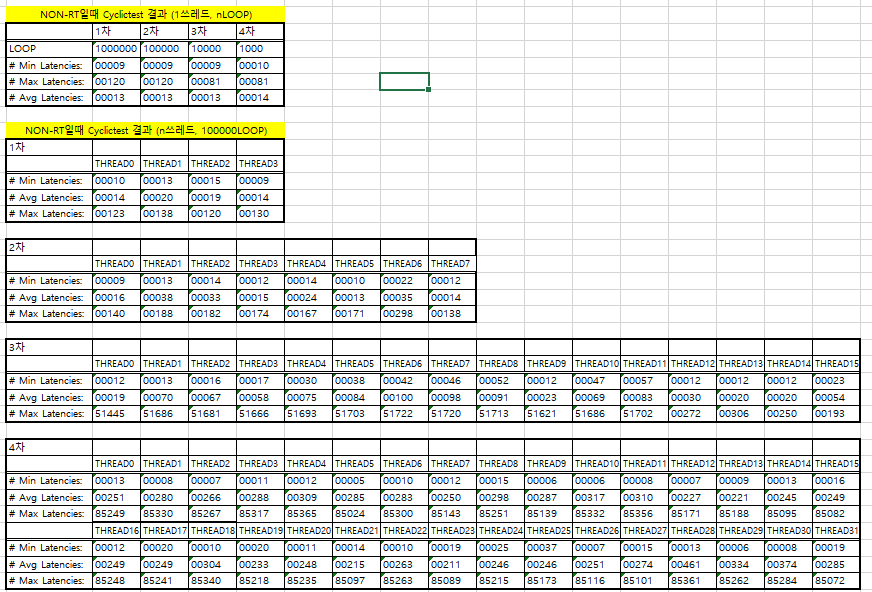 NON-RT일때 Cyclictest 결과 (1쓰레드, nLOOP)
1차 2차 3차 4차
LOOP 1000000 100000 10000 1000
# Min Latencies: 00009 00009 00009 00010
# Max Latencies: 00120 00120 00081 00081
# Avg Latencies: 00013 00013 00013 00014
NON-RT일때 Cyclictest 결과 (n쓰레드, 100000LOOP)
1차
THREAD0 THREAD1 THREAD2 THREAD3
# Min Latencies: 00010 00013 00015 00009
# Avg Latencies: 00014 00020 00019 00014
# Max Latencies: 00123 00138 00120 00130
2차
THREAD0 THREAD1 THREAD2 THREAD3 THREAD4 THREAD5 THREAD6 THREAD7
# Min Latencies: 00009 00013 00014 00012 00014 00010 00022 00012
# Avg Latencies: 00016 00038 00033 00015 00024 00013 00035 00014
# Max Latencies: 00140 00188 00182 00174 00167 00171 00298 00138
3차
THREAD0 THREAD1 THREAD2 THREAD3 THREAD4 THREAD5 THREAD6 THREAD7 THREAD8 THREAD9 THREAD10 THREAD11 THREAD12 THREAD13 THREAD14 THREAD15
# Min Latencies: 00012 00013 00016 00017 00030 00038 00042 00046 00052 00012 00047 00057 00012 00012 00012 00023
# Avg Latencies: 00019 00070 00067 00058 00075 00084 00100 00098 00091 00023 00069 00083 00030 00020 00020 00054
# Max Latencies: 51445 51686 51681 51666 51693 51703 51722 51720 51713 51621 51686 51702 00272 00306 00250 00193
4차
THREAD0 THREAD1 THREAD2 THREAD3 THREAD4 THREAD5 THREAD6 THREAD7 THREAD8 THREAD9 THREAD10 THREAD11 THREAD12 THREAD13 THREAD14 THREAD15
# Min Latencies: 00013 00008 00007 00011 00012 00005 00010 00012 00015 00006 00006 00008 00007 00009 00013 00016
# Avg Latencies: 00251 00280 00266 00288 00309 00285 00283 00250 00298 00287 00317 00310 00227 00221 00245 00249
# Max Latencies: 85249 85330 85267 85317 85365 85024 85300 85143 85251 85139 85332 85356 85171 85188 85095 85082
THREAD16 THREAD17 THREAD18 THREAD19 THREAD20 THREAD21 THREAD22 THREAD23 THREAD24 THREAD25 THREAD26 THREAD27 THREAD28 THREAD29 THREAD30 THREAD31
# Min Latencies: 00012 00020 00010 00020 00011 00014 00010 00019 00025 00037 00007 00015 00013 00006 00008 00019
# Avg Latencies: 00249 00249 00304 00233 00248 00215 00263 00211 00246 00246 00251 00274 00461 00334 00374 00285
# Max Latencies: 85248 85241 85340 85218 85235 85097 85263 85089 85215 85173 85116 85101 85361 85262 85284 85072